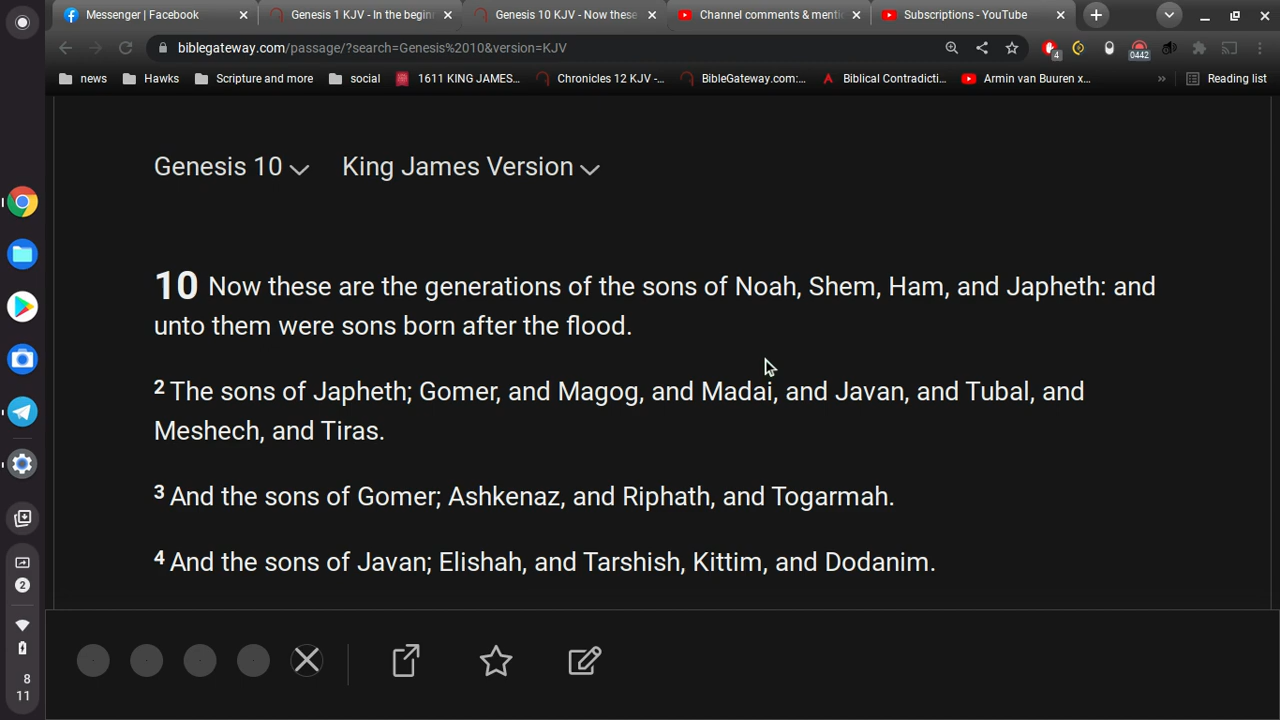 Messenger | Facebook
Genesis 1 KJV - In the beginn
Genesis 10 KJV - Now these
Channel comments & menti
Subscriptions - YouTube
biblegateway.com/passage/?search=Genesis%2010&version=KJV
4
0442
news
Hawks
Scripture and more
social
1611 KING JAMES...
Chronicles 12 KJV -...
BibleGateway.com:...
Biblical Contradicti...
Armin van Buuren x...
»
Reading list
Genesis 10 King James Version
10 Now these are the generations of the sons of Noah, Shem, Ham, and Japheth: and
unto them were sons born after the flood.
2 The sons of Japheth; Gomer, and Magog, and Madai, and Javan, and Tubal, and
Meshech, and Tiras.
3 And the sons of Gomer; Ashkenaz, and Riphath, and Togarmah.
4 And the sons of Javan; Elishah, and Tarshish, Kittim, and Dodanim.
2
8
11